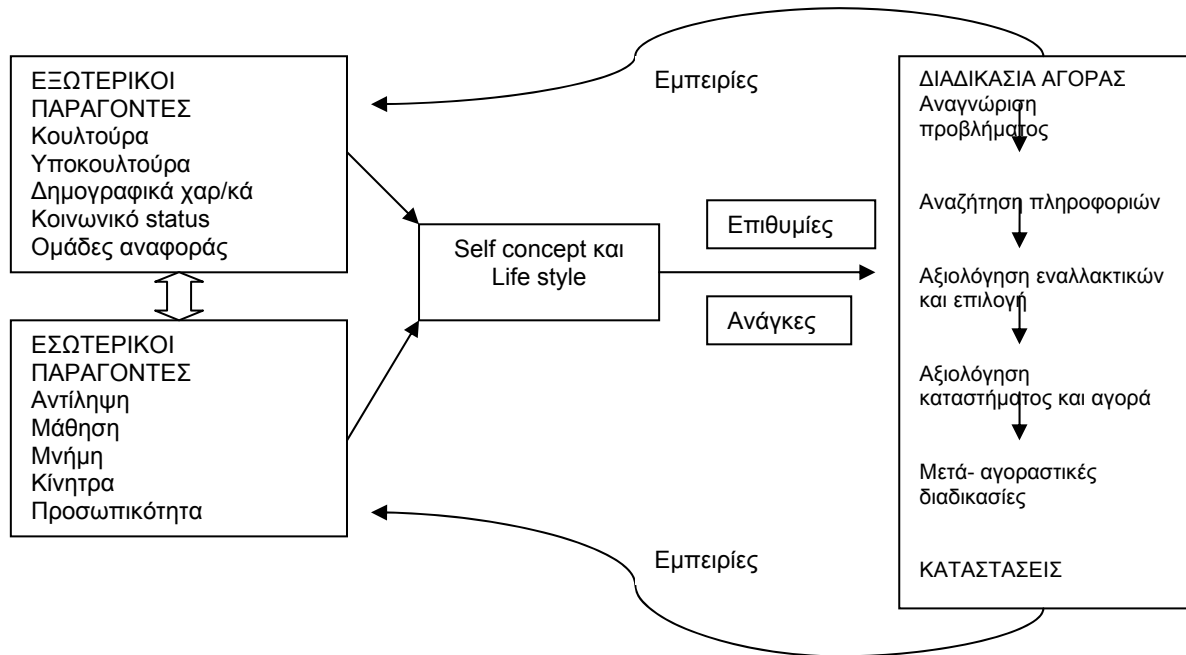 ΕΞΩΤΕΡΙΚΟΙ
ΠΑΡΑΓΟΝΤΕΣ
Κουλτούρα
Υποκουλτούρα
Δημογραφικά χαρ/κά
Κοινωνικό status
Ομάδες αναφοράς
ΕΣΩΤΕΡΙΚΟΙ
ΠΑΡΑΓΟΝΤΕΣ
Αντίληψη
Μάθηση
Μνήμη
Κίνητρα
Προσωπικότητα
Self concept και
Life style
Εμπειρίες
Επιθυμίες
Ανάγκες
Εμπειρίες
ΔΙΑΔΙΚΑΣΙΑ ΑΓΟΡΑΣ
Αναγνώριση
προβλήματος
Αναζήτηση πληροφοριών
Αξιολόγηση εναλλακτικών
και επιλογή
Αξιολόγηση
καταστήματος και αγορά
Μετά- αγοραστικές
διαδικασίες
ΚΑΤΑΣΤΑΣΕΙΣ